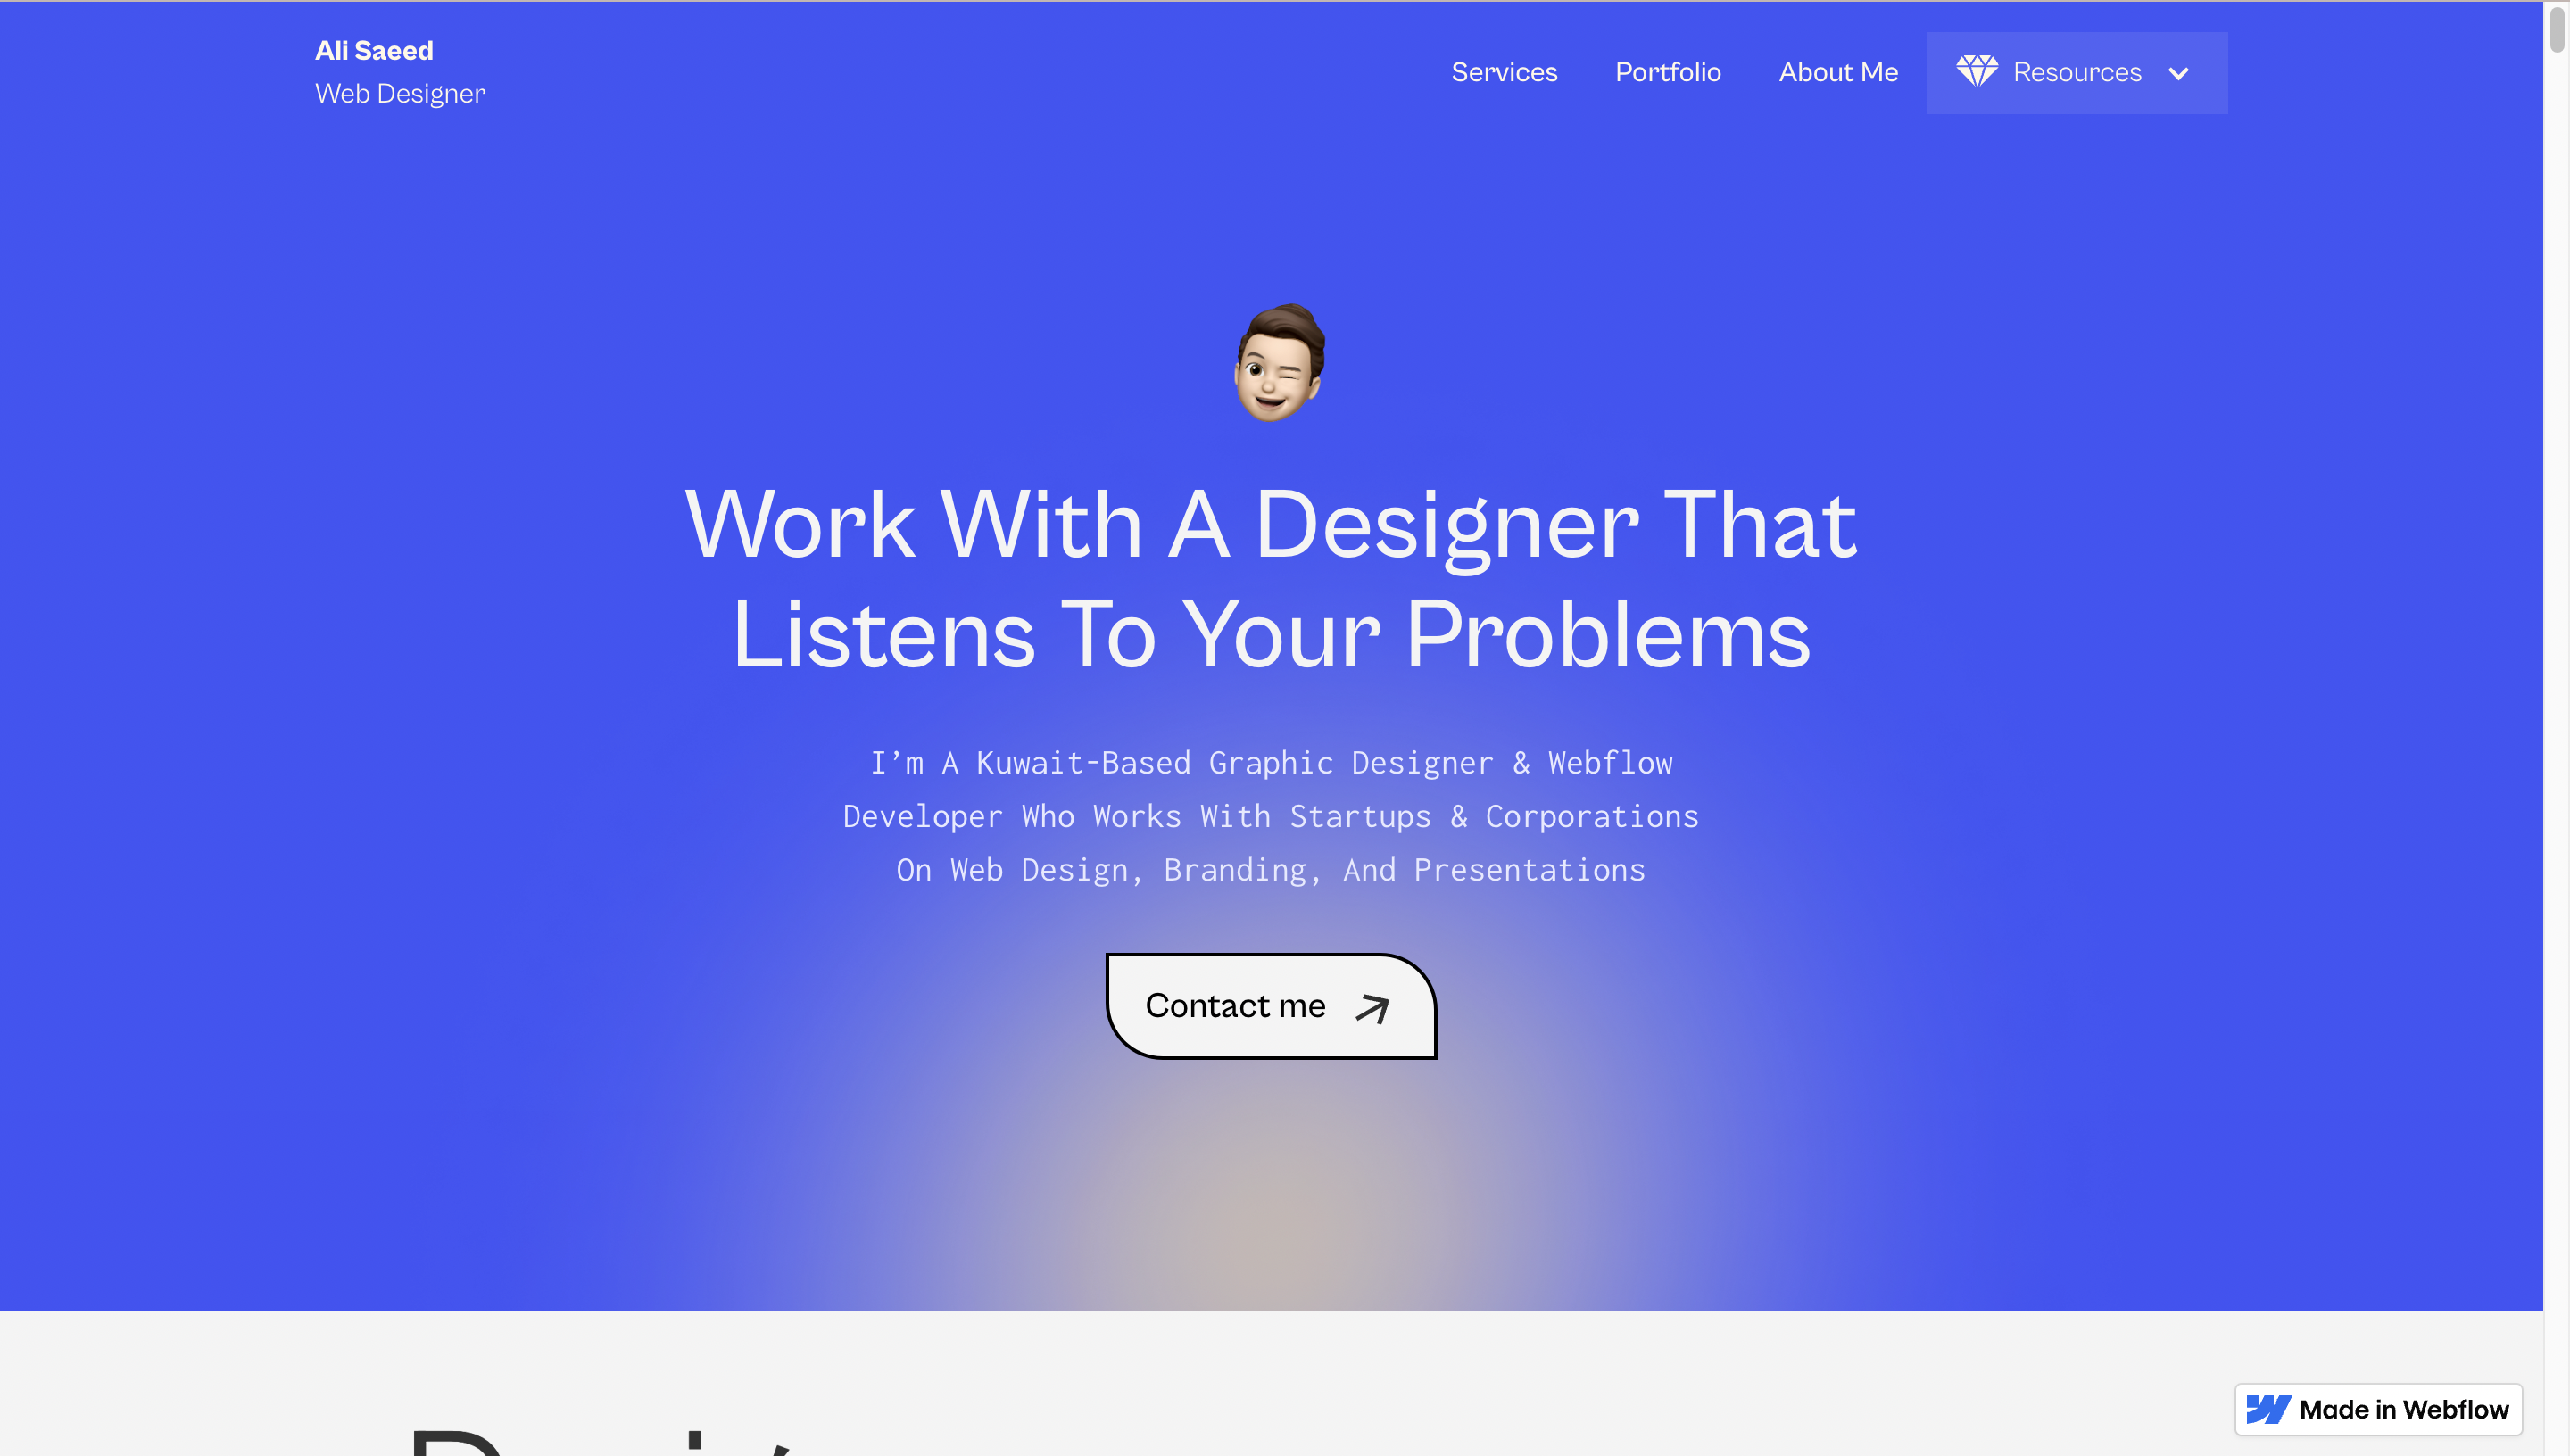 Ali Saeed
Web Designer
Services
Portfolio
About Me
Resources
Work With A Designer That
Listens To Your Problems
I’m A Kuwait-Based Graphic Designer & Webflow
Developer Who Works With Startups & Corporations
On Web Design, Branding, And Presentations
Contact me
Made in Webflow